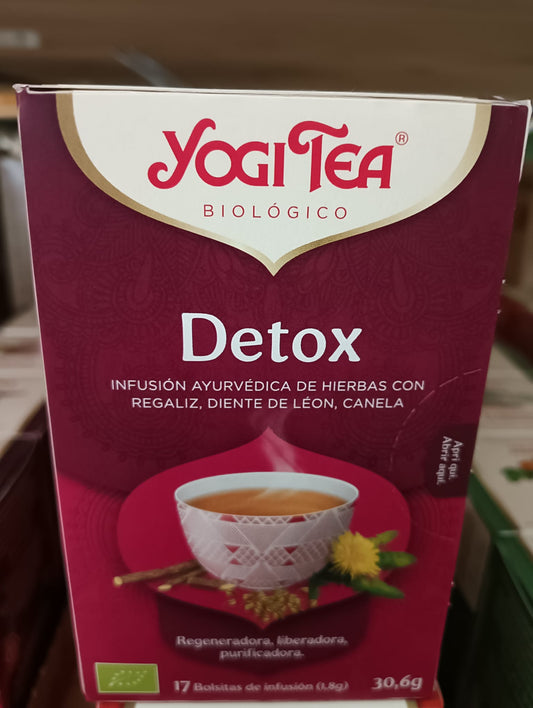 YOGI TEA®
BIOLÓGICO
Detox
INFUSIÓN AYURVÉDICA DE HIERBAS CON
REGALIZ, DIENTE DE LÉON, CANELA
Apri qui.
Abrir aquí.
Regeneradora, liberadora,
purificadora.
17 Bolsitas de infusión (1,8g) 30,6g